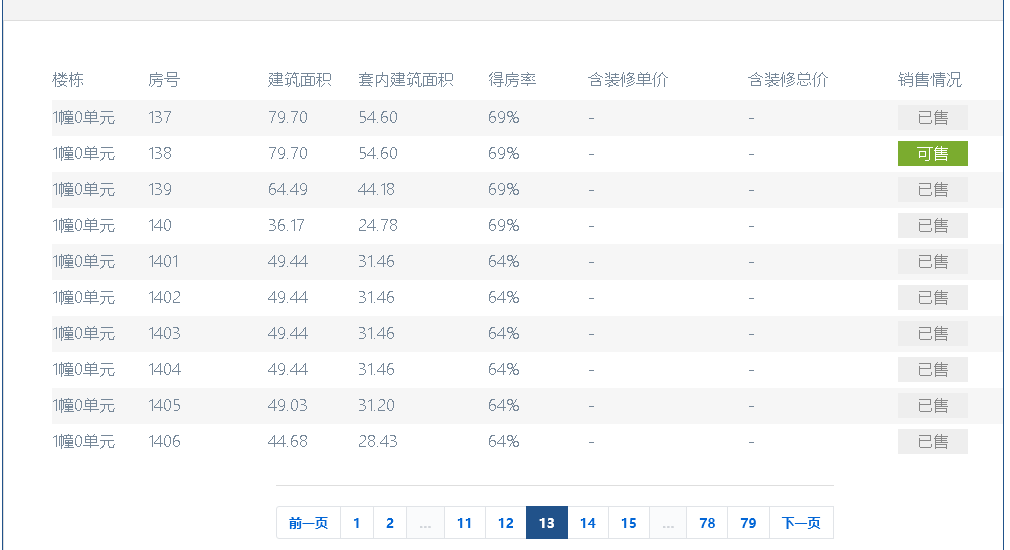 楼栋 房号 建筑面积 套内建筑面积 得房率 含装修单价 含装修总价 销售情况
1幢0单元 137 79.70 54.60 69% - - 已售
1幢0单元 138 79.70 54.60 69% - - 可售
1幢0单元 139 64.49 44.18 69% - - 已售
1幢0单元 140 36.17 24.78 69% - - 已售
1幢0单元 1401 49.44 31.46 64% - - 已售
1幢0单元 1402 49.44 31.46 64% - - 已售
1幢0单元 1403 49.44 31.46 64% - - 已售
1幢0单元 1404 49.44 31.46 64% - - 已售
1幢0单元 1405 49.03 31.20 64% - - 已售
1幢0单元 1406 44.68 28.43 64% - - 已售
前一页 1 2 ... 11 12 13 14 15 ... 78 79 下一页